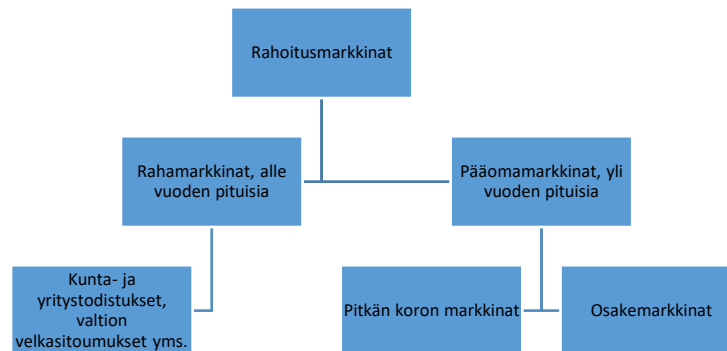 Rahoitusmarkkinat
Rahamarkkinat, alle
vuoden pituisia
Pääomamarkkinat, yli
vuoden pituisia
Kunta- ja
yritystodistukset,
valtion
velkasitoumukset yms.
Pitkän koron markkinat
Osakemarkkinat